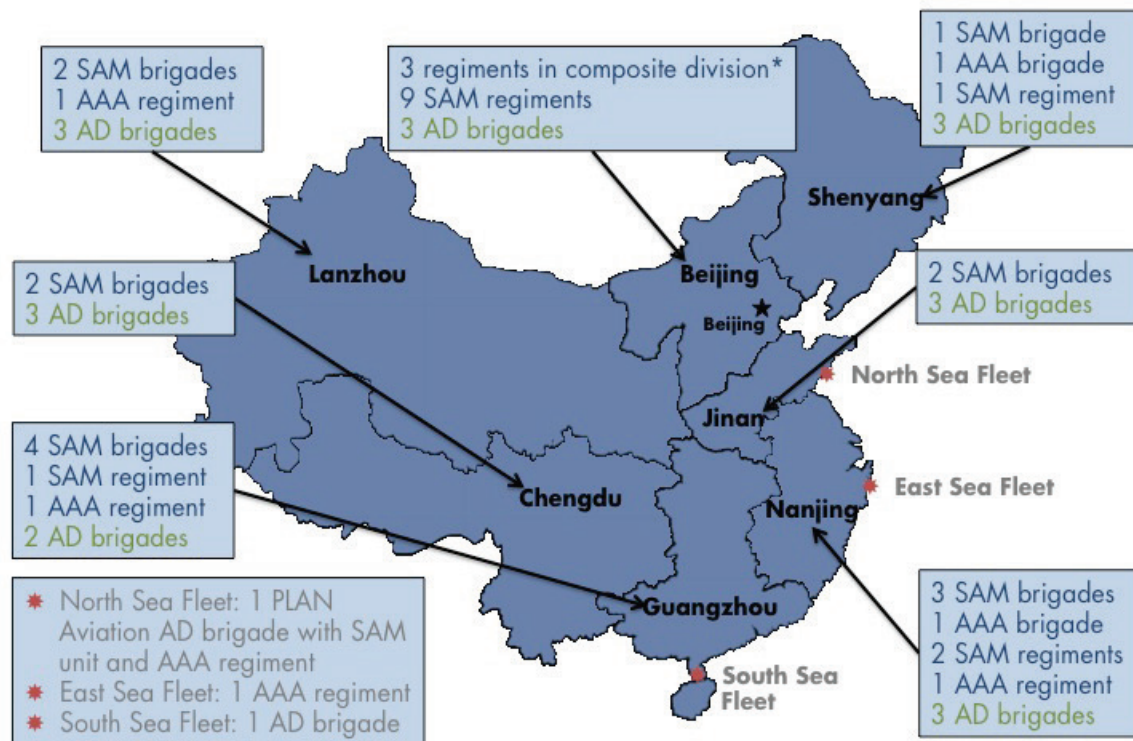 2 SAM brigades
1 AAA regiment
3 AD brigades
3 regiments in composite division*
9 SAM regiments
3 AD brigades
1 SAM brigade
1 AAA brigade
1 SAM regiment
3 AD brigades
Shenyang
Lanzhou
Beijing
Beijing
2 SAM brigades
3 AD brigades
2 SAM brigades
3 AD brigades
North Sea Fleet
Jinan
4 SAM brigades
1 SAM regiment
1 AAA regiment
2 AD brigades
Chengdu
East Sea Fleet
Nanjing
North Sea Fleet: 1 PLAN
Aviation AD brigade with SAM
unit and AAA regiment
East Sea Fleet: 1 AAA regiment
South Sea Fleet: 1 AD brigade
Guangzhou
South Sea
Fleet
3 SAM brigades
1 AAA brigade
2 SAM regiments
1 AAA regiment
3 AD brigades